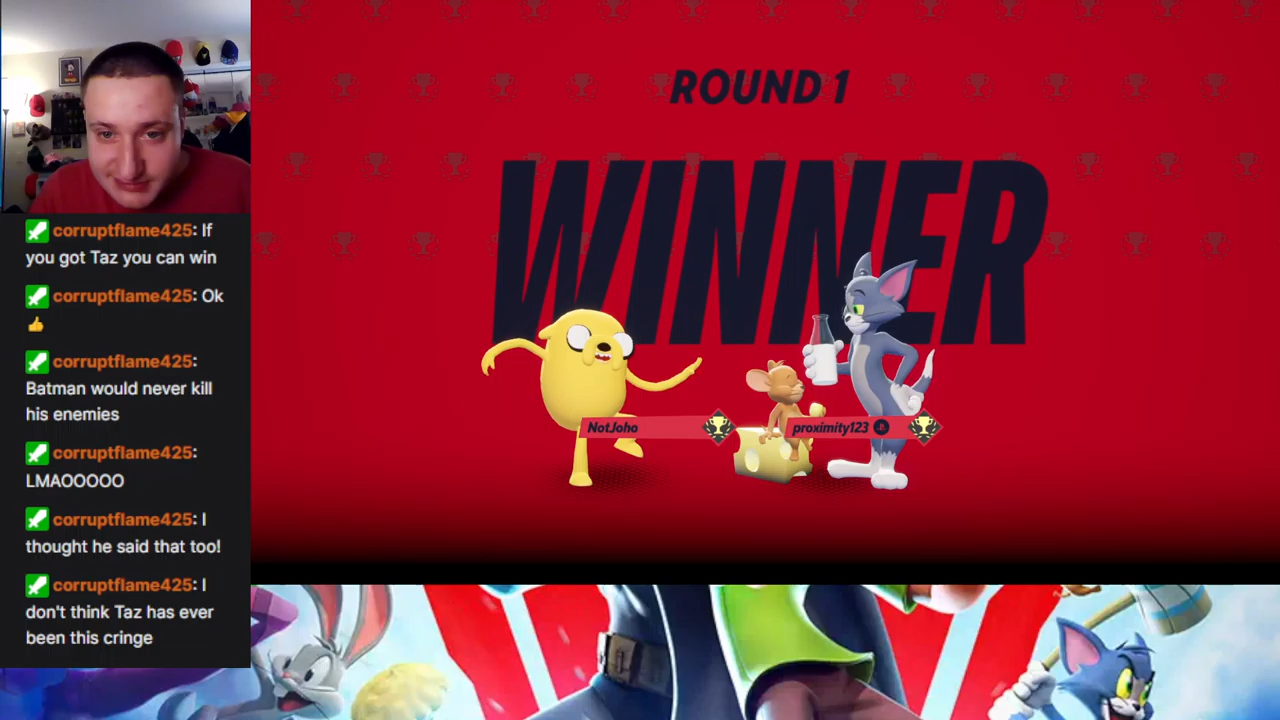 ROUND 1
WINNER
NotJoho
proximity123
corruptflame425: If
you got Taz you can win
corruptflame425: Ok
👍
corruptflame425:
Batman would never kill
his enemies
corruptflame425:
LMAOOOOO
corruptflame425: I
thought he said that too!
corruptflame425: I
don't think Taz has ever
been this cringe